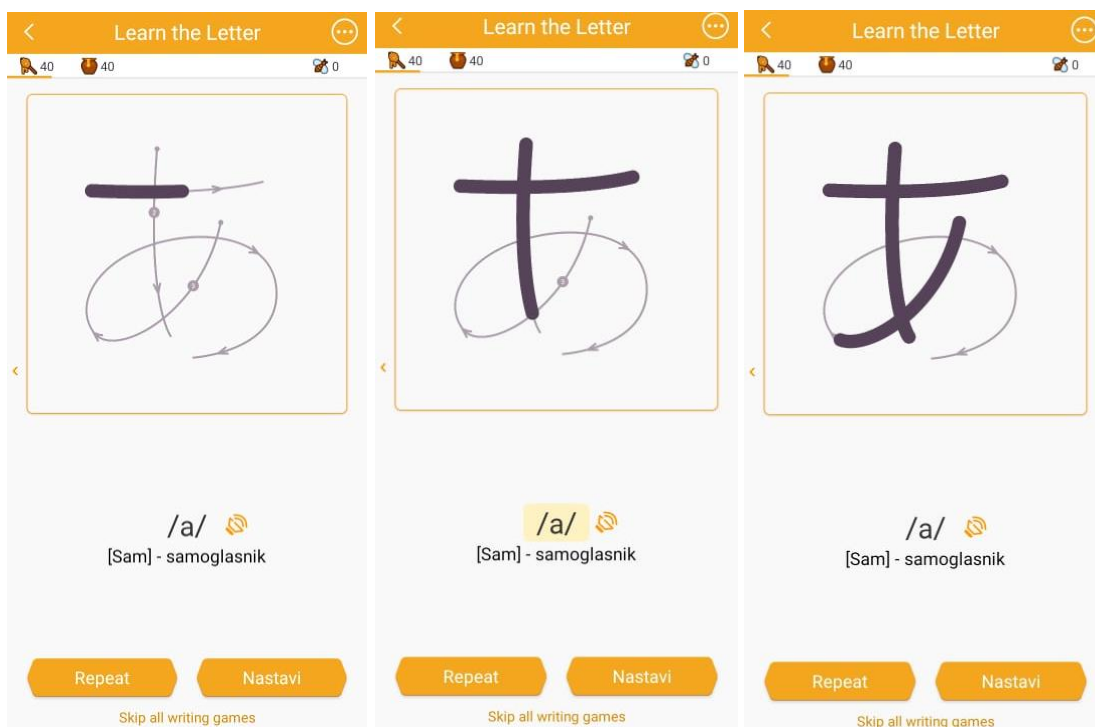 Learn the Letter
40 40 0
あ
/a/
[Sam] - samoglasnik
Repeat Nastavi
Skip all writing games
Learn the Letter
40 40 0
あ
/a/
[Sam] - samoglasnik
Repeat Nastavi
Skip all writing games
Learn the Letter
40 40 0
あ
/a/
[Sam] - samoglasnik
Repeat Nastavi
Skip all writing games